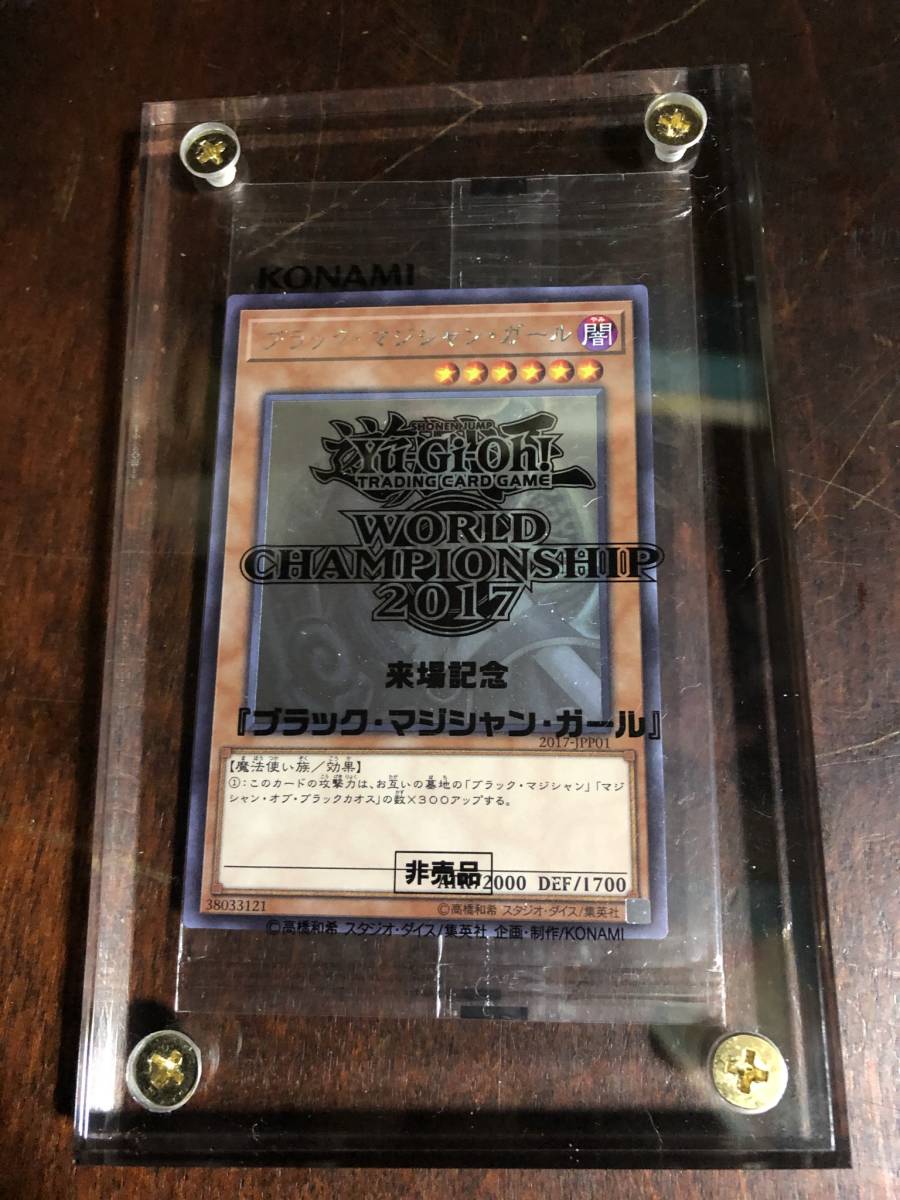 KONAMI
ブラック・マジシャン・ガール
やみ
闇
SHONEN JUMP
遊戯王
Yu-Gi-Oh!
TRADING CARD GAME
WORLD
CHAMPIONSHIP
2017
来場記念
『ブラック・マジシャン・ガール』
2017-JPP01
【魔法使い族/効果】
①:このカードの攻撃力は、お互いの墓地の「ブラック・マジシャン」「マジ
シャン・オブ・ブラックカオス」の数×300アップする。
非売品
ATK/2000 DEF/1700
38033121
©高橋和希 スタジオ・ダイス/集英社
©高橋和希 スタジオ・ダイス/集英社 企画・制作/KONAMI